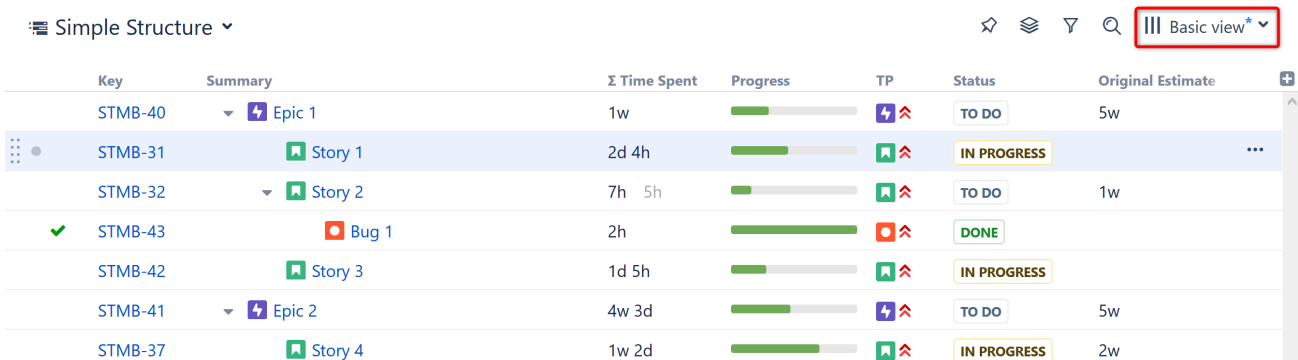 Simple Structure
Basic view*
Key Summary Σ Time Spent Progress TP Status Original Estimate
STMB-40 Epic 1 1w TO DO 5w
STMB-31 Story 1 2d 4h IN PROGRESS
STMB-32 Story 2 7h 5h TO DO 1w
STMB-43 Bug 1 2h DONE
STMB-42 Story 3 1d 5h IN PROGRESS
STMB-41 Epic 2 4w 3d TO DO 5w
STMB-37 Story 4 1w 2d IN PROGRESS 2w